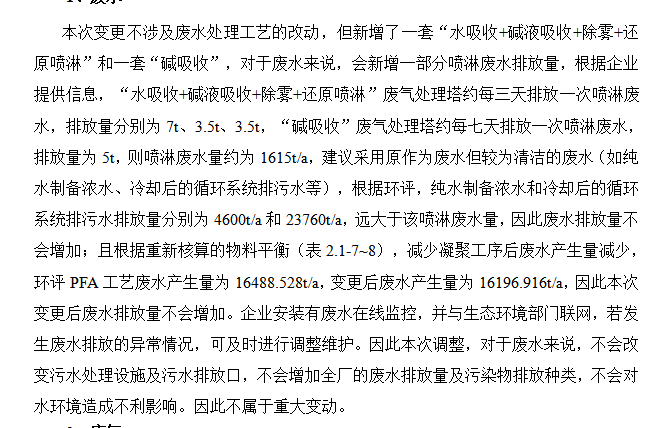 本次变更不涉及废水处理工艺的改动，但新增了一套“水吸收+碱液吸收+除雾+还
原喷淋”和一套“碱吸收”，对于废水来说，会新增一部分喷淋废水排放量，根据企业
提供信息，“水吸收+碱液吸收+除雾+还原喷淋”废气处理塔约每三天排放一次喷淋废
水，排放量分别为 7t、3.5t、3.5t，“碱吸收”废气处理塔约每七天排放一次喷淋废水，
排放量为 5t，则喷淋废水量约为 1615t/a，建议采用原作为废水但较为清洁的废水（如纯
水制备浓水、冷却后的循环系统排污水等），根据环评，纯水制备浓水和冷却后的循环
系统排污水排放量分别为 4600t/a 和 23760t/a，远大于该喷淋废水量，因此废水排放量不
会增加；且根据重新核算的物料平衡（表 2.1-7~8），减少凝聚工序后废水产生量减少，
环评 PFA 工艺废水产生量为 16488.528t/a，变更后废水产生量为 16196.916t/a，因此本次
变更后废水排放量不会增加。企业安装有废水在线监控，并与生态环境部门联网，若发
生废水排放的异常情况，可及时进行调整维护。因此本次调整，对于废水来说，不会改
变污水处理设施及污水排放口，不会增加全厂的废水排放量及污染物排放种类，不会对
水环境造成不利影响。因此不属于重大变动。